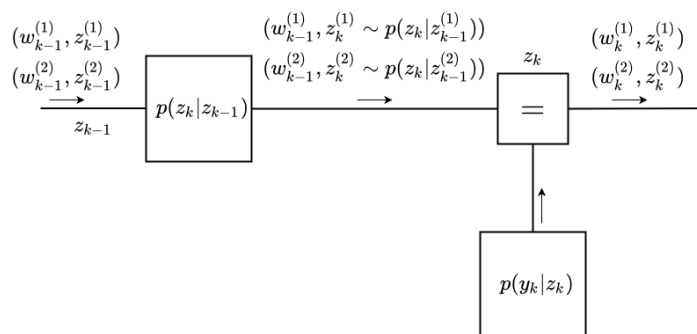 $(w_{k-1}^{(1)}, z_{k-1}^{(1)})$
$(w_{k-1}^{(2)}, z_{k-1}^{(2)})$
$z_{k-1}$
$p(z_k|z_{k-1})$
$(w_{k-1}^{(1)}, z_k^{(1)} \sim p(z_k|z_{k-1}^{(1)}))$
$(w_{k-1}^{(2)}, z_k^{(2)} \sim p(z_k|z_{k-1}^{(2)}))$
$z_k$
$=$
$(w_k^{(1)}, z_k^{(1)})$
$(w_k^{(2)}, z_k^{(2)})$
$p(y_k|z_k)$